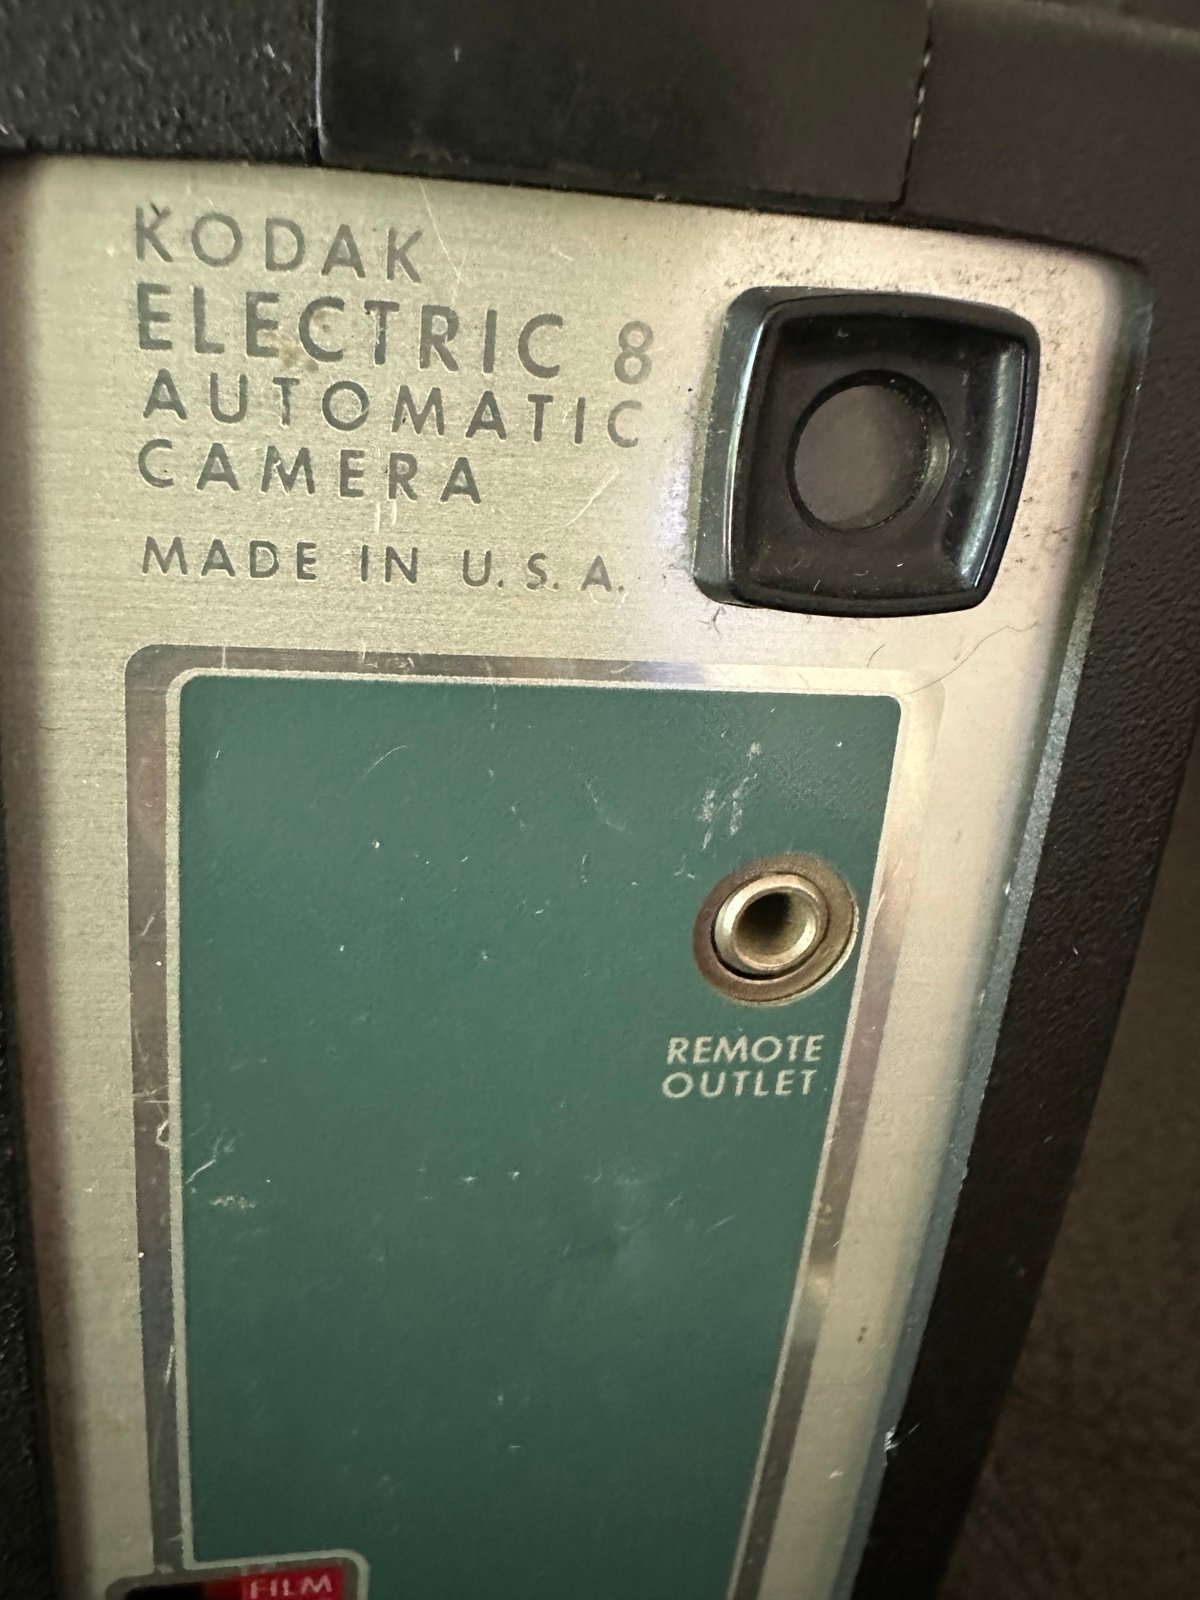 KODAK
ELECTRIC 8
AUTOMATIC
CAMERA
MADE IN U.S.A.
REMOTE
OUTLET
FILM